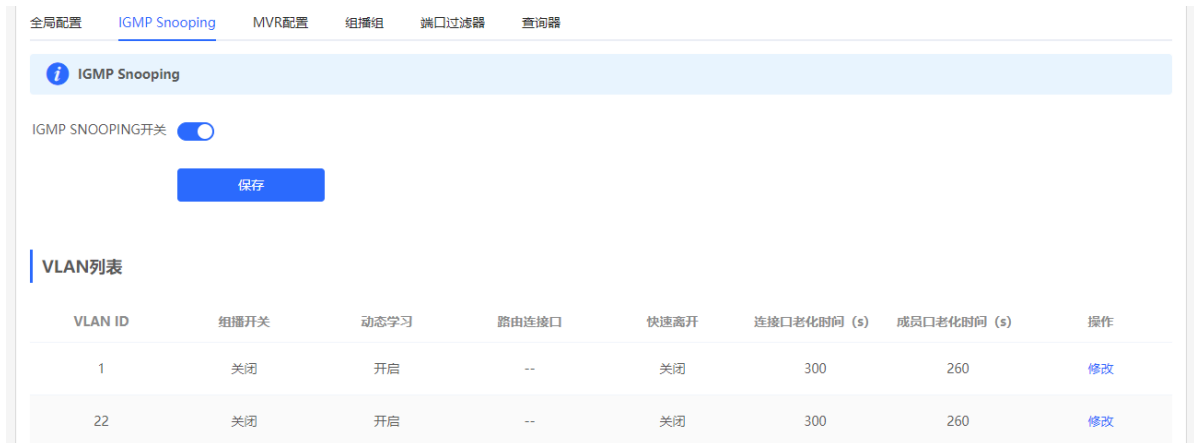 全局配置 IGMP Snooping MVR配置 组播组 端口过滤器 查询器
i IGMP Snooping
IGMP SNOOPING开关
保存
VLAN列表
VLAN ID 组播开关 动态学习 路由连接口 快速离开 连接口老化时间 (s) 成员口老化时间 (s) 操作
1 关闭 开启 -- 关闭 300 260 修改
22 关闭 开启 -- 关闭 300 260 修改